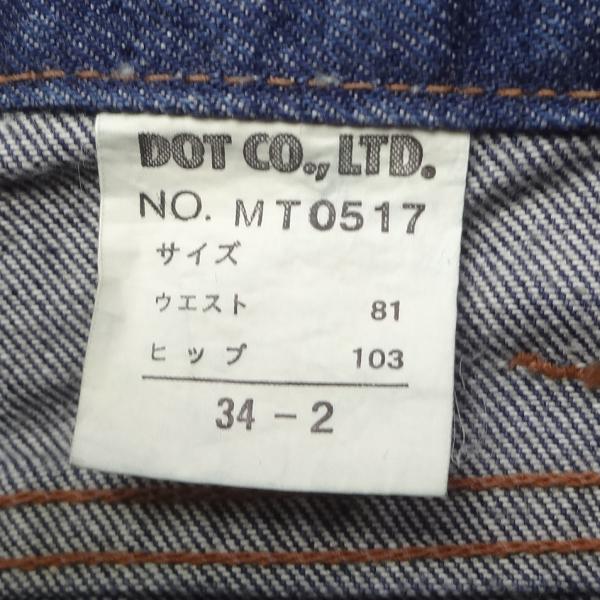 DOT CO., LTD.
NO. MT0517
サイズ
ウエスト 81
ヒップ 103
34-2